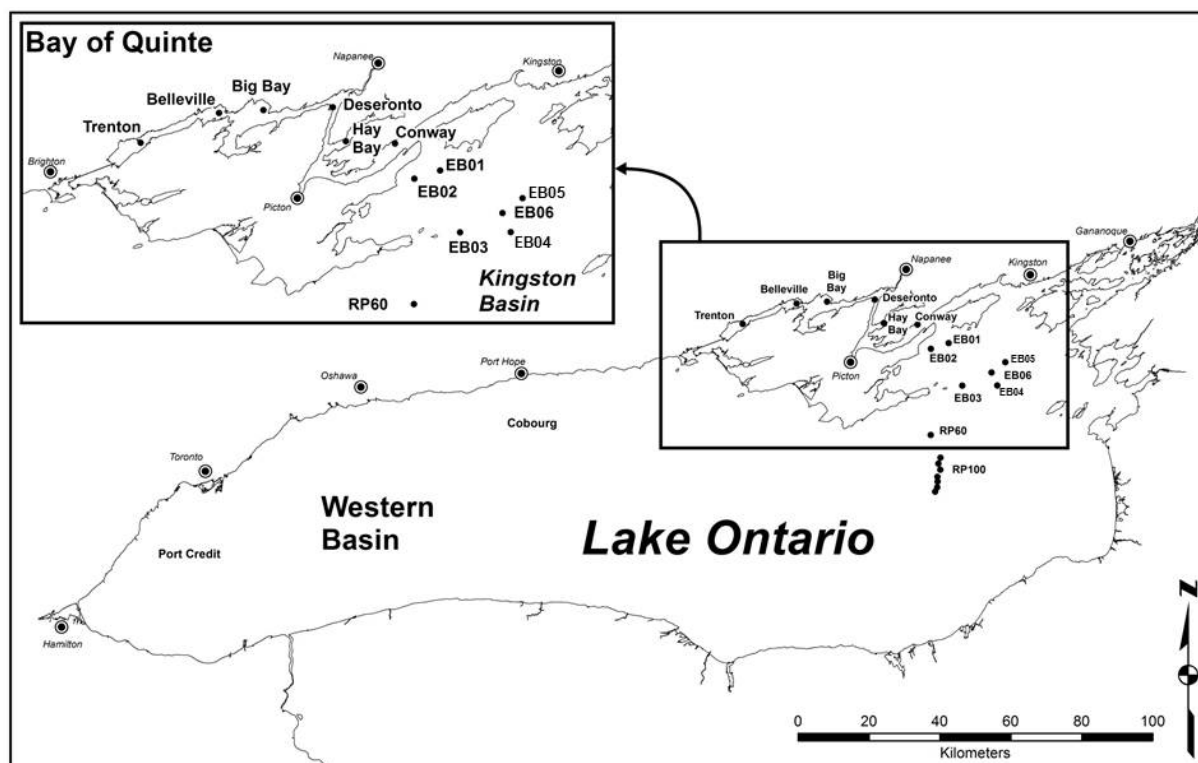 Bay of Quinte
Napanee
Kingston
Big Bay
Belleville
Deseronto
Trenton
Hay
Bay
Conway
Brighton
EB01
EB02
EB05
Picton
EB06
EB03
EB04
Kingston
Basin
RP60
Gananoque
Napanee
Kingston
Big
Bay
Belleville
Deseronto
Trenton
Hay
Bay
Conway
EB01
EB02
EB05
Picton
EB06
EB03
EB04
Port Hope
Oshawa
Cobourg
RP60
Toronto
RP100
Western
Basin
Lake Ontario
Port Credit
Hamilton
N
0 20 40 60 80 100
Kilometers